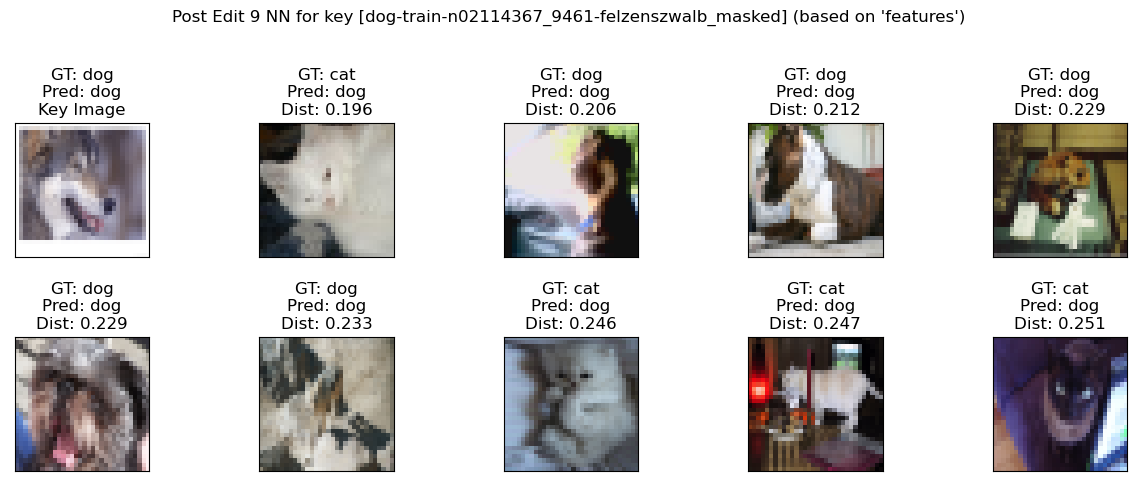 Post Edit 9 NN for key [dog-train-n02114367_9461-felzenszwalb_masked] (based on 'features')
GT: dog
Pred: dog
Key Image
GT: cat
Pred: dog
Dist: 0.196
GT: dog
Pred: dog
Dist: 0.206
GT: dog
Pred: dog
Dist: 0.212
GT: dog
Pred: dog
Dist: 0.229
GT: dog
Pred: dog
Dist: 0.229
GT: dog
Pred: dog
Dist: 0.233
GT: cat
Pred: dog
Dist: 0.246
GT: cat
Pred: dog
Dist: 0.247
GT: cat
Pred: dog
Dist: 0.251